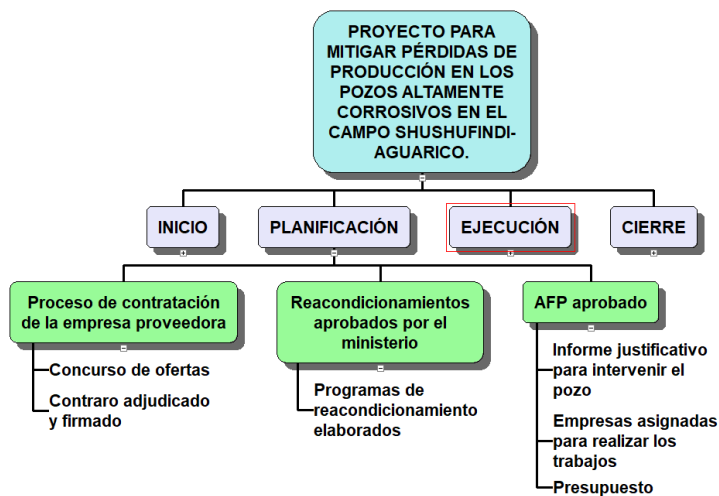 PROYECTO PARA
MITIGAR PÉRDIDAS DE
PRODUCCIÓN EN LOS
POZOS ALTAMENTE
CORROSIVOS EN EL
CAMPO SHUSHUFINDI-
AGUARICO.
INICIO
PLANIFICACIÓN
EJECUCIÓN
CIERRE
Proceso de contratación
de la empresa proveedora
Concurso de ofertas
Contraro adjudicado
y firmado
Reacondicionamientos
aprobados por el
ministerio
Programas de
reacondicionamiento
elaborados
AFP aprobado
Informe justificativo
para intervenir el
pozo
Empresas asignadas
para realizar los
trabajos
Presupuesto